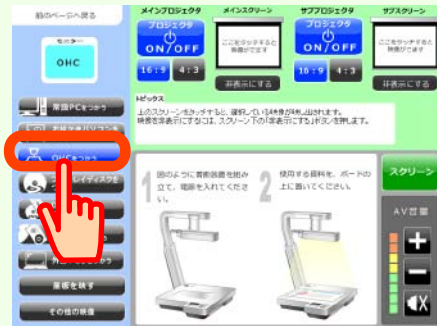 前のページへ戻る
モニター
OHC
常設PCをつかう
OHCをつかう
レイディスクを
つかう
黒板を映す
その他の映像
メインプロジェクタ
メインスクリーン
サブプロジェクタ
サブスクリーン
プロジェクタ
ON/OFF
16:9
4:3
ここをタッチすると
映像がでます
非表示にする
プロジェクタ
ON/OFF
16:9
4:3
ここをタッチすると
映像がでます
非表示にする
トピックス
上のスクリーンをタッチすると、選択している映像が映し出されます。
映像を非表示にするには、スクリーン下の「非表示にする」ボタンを押します。
1
図のように書画装置を組み
立て、電源を入れてくださ
い。
2
使用する資料を、ボードの
上に置いてください。
スクリーン
AV音量